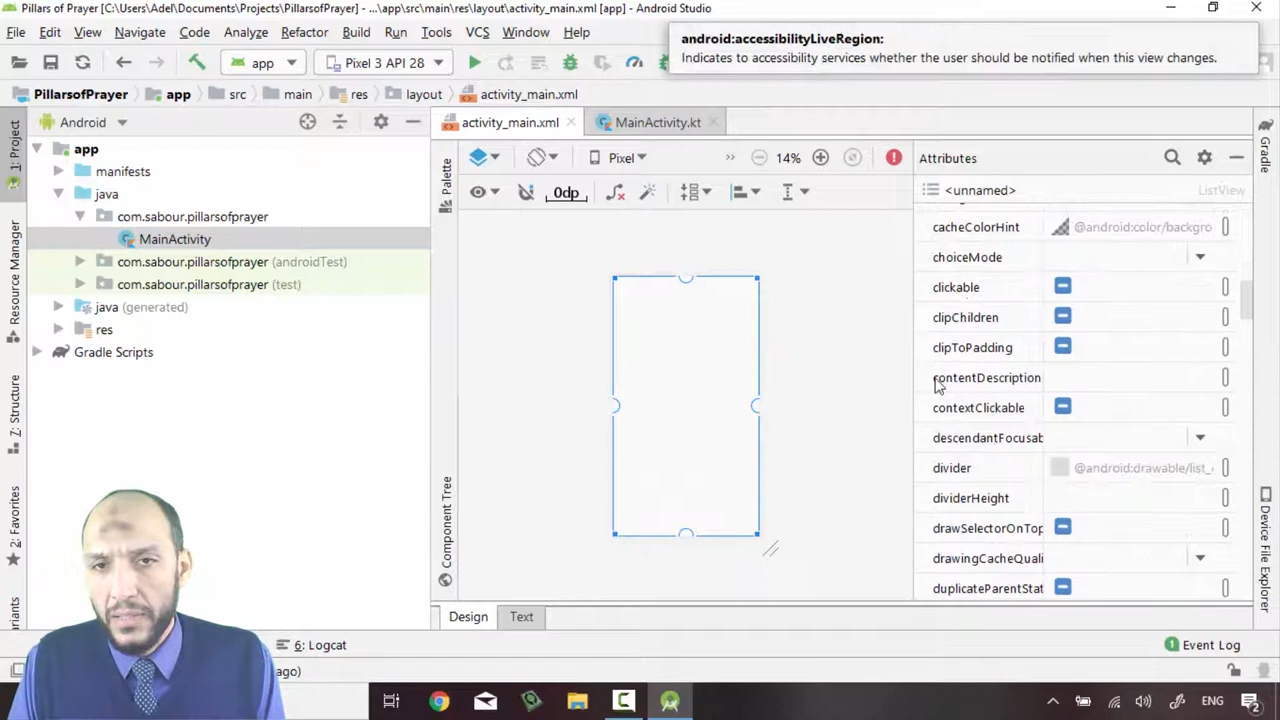 Pillars of Prayer [C:\Users\Adel\Documents\Projects\PillarsofPrayer] - ...\app\src\main\res\layout\activity_main.xml [app] - Android Studio
File Edit View Navigate Code Analyze Refactor Build Run Tools VCS Window Help
android:accessibilityLiveRegion:
Indicates to accessibility services whether the user should be notified when this view changes.
app Pixel 3 API 28
PillarsofPrayer app src main res layout activity_main.xml
1: Project
Resource Manager
Z: Structure
2: Favorites
Android
app
manifests
java
com.sabour.pillarsofprayer
MainActivity
com.sabour.pillarsofprayer (androidTest)
com.sabour.pillarsofprayer (test)
java (generated)
res
Gradle Scripts
activity_main.xml MainActivity.kt
Palette
Component Tree
Pixel 14%
0dp
Attributes
<unnamed> ListView
cacheColorHint @android:color/backgro
choiceMode
clickable
clipChildren
clipToPadding
contentDescription
contextClickable
descendantFocusab
divider @android:drawable/list_
dividerHeight
drawSelectorOnTop
drawingCacheQuali
duplicateParentStat
Gradle
Device File Explorer
Design Text
6: Logcat
1 Event Log
ago)
ENG
2